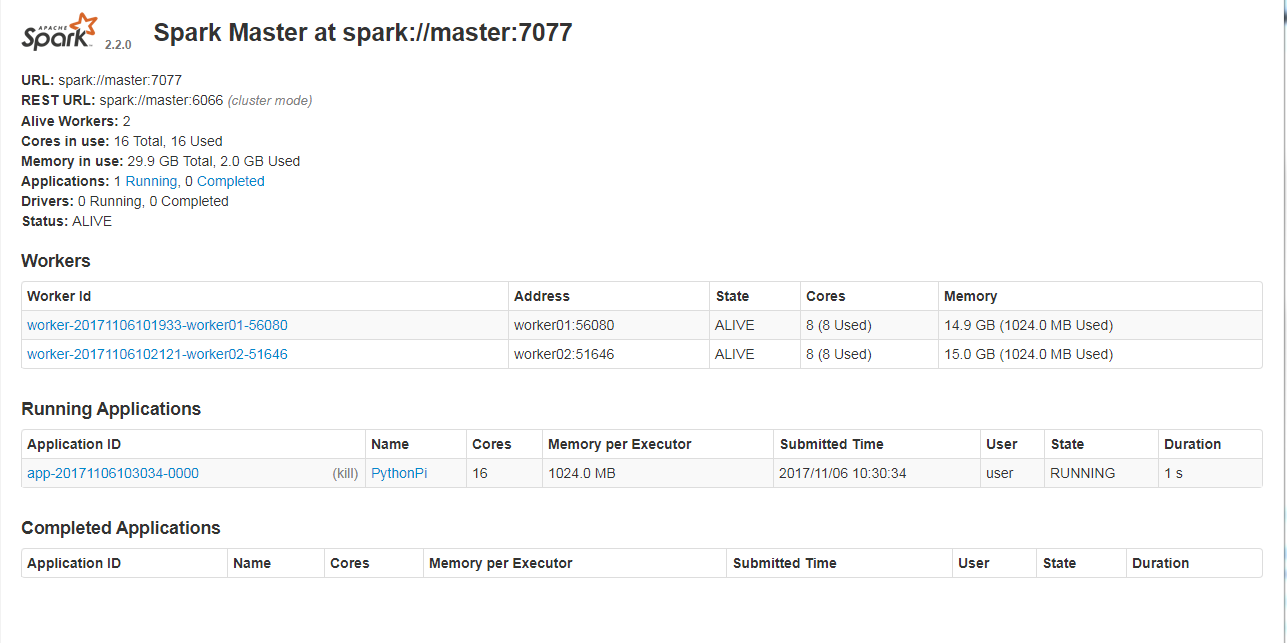 APACHE
Spark 2.2.0 Spark Master at spark://master:7077
URL: spark://master:7077
REST URL: spark://master:6066 (cluster mode)
Alive Workers: 2
Cores in use: 16 Total, 16 Used
Memory in use: 29.9 GB Total, 2.0 GB Used
Applications: 1 Running, 0 Completed
Drivers: 0 Running, 0 Completed
Status: ALIVE
Workers
Worker Id Address State Cores Memory
worker-20171106101933-worker01-56080 worker01:56080 ALIVE 8 (8 Used) 14.9 GB (1024.0 MB Used)
worker-20171106102121-worker02-51646 worker02:51646 ALIVE 8 (8 Used) 15.0 GB (1024.0 MB Used)
Running Applications
Application ID Name Cores Memory per Executor Submitted Time User State Duration
app-20171106103034-0000 (kill) PythonPi 16 1024.0 MB 2017/11/06 10:30:34 user RUNNING 1 s
Completed Applications
Application ID Name Cores Memory per Executor Submitted Time User State Duration